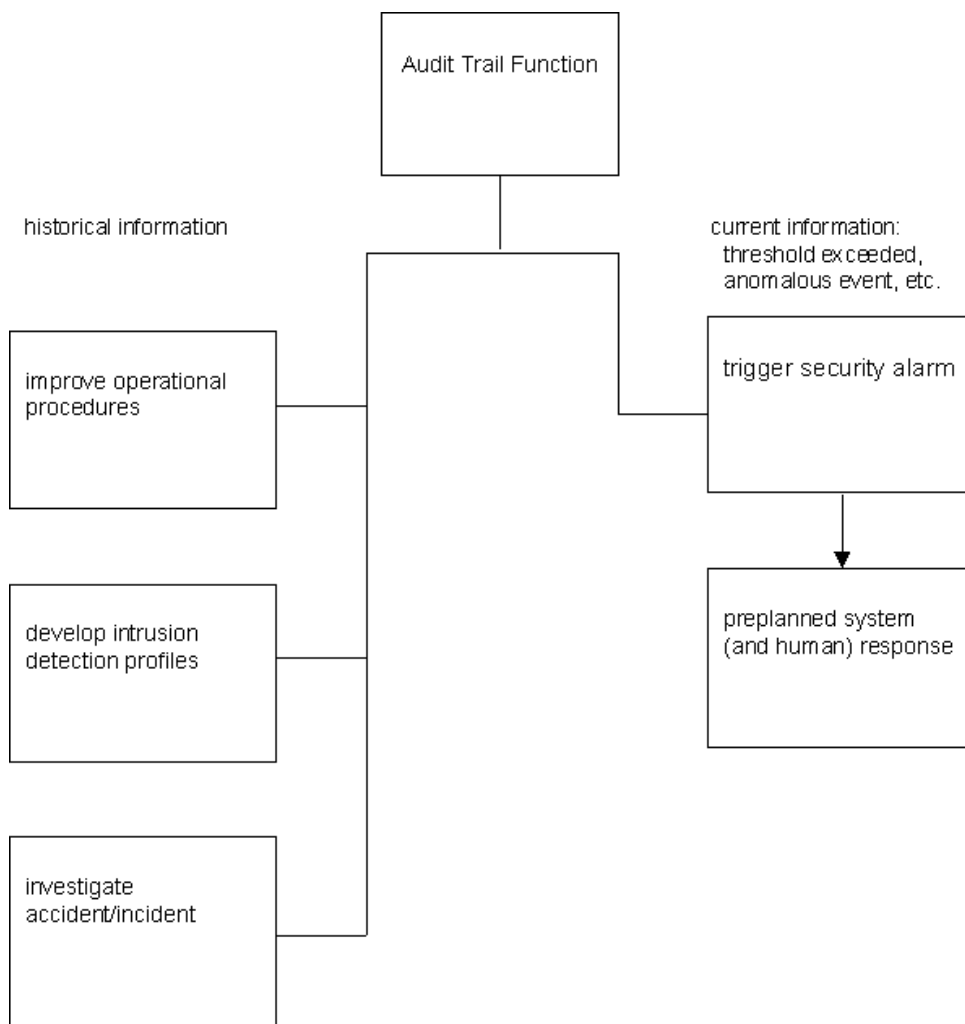 Audit Trail Function
historical information
current information:
threshold exceeded,
anomalous event, etc.
improve operational
procedures
trigger security alarm
develop intrusion
detection profiles
preplanned system
(and human) response
investigate
accident/incident